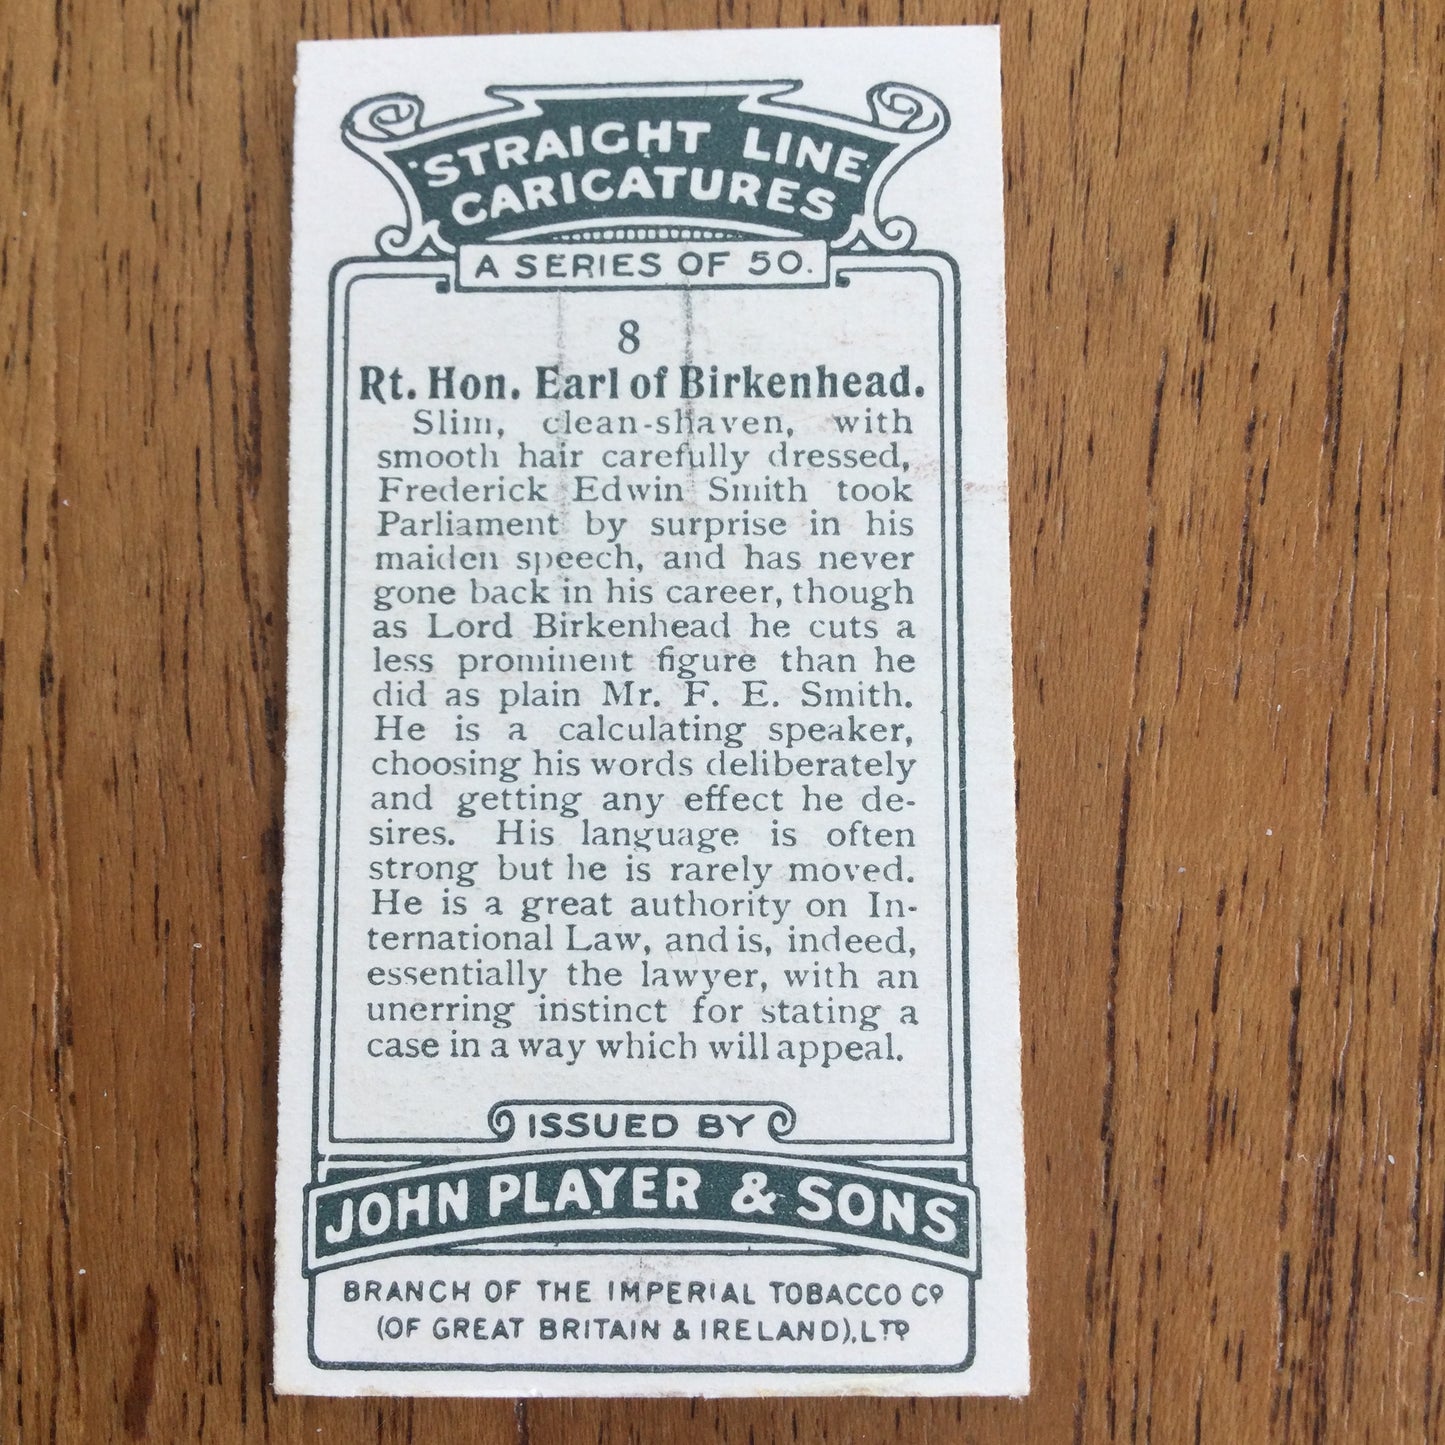 'STRAIGHT LINE'
CARICATURES
A SERIES OF 50.
8
Rt. Hon. Earl of Birkenhead.
Slim, clean-shaven, with
smooth hair carefully dressed,
Frederick Edwin Smith took
Parliament by surprise in his
maiden speech, and has never
gone back in his career, though
as Lord Birkenhead he cuts a
less prominent figure than he
did as plain Mr. F. E. Smith.
He is a calculating speaker,
choosing his words deliberately
and getting any effect he de-
sires. His language is often
strong but he is rarely moved.
He is a great authority on In-
ternational Law, and is, indeed,
essentially the lawyer, with an
unerring instinct for stating a
case in a way which will appeal.
ISSUED BY
JOHN PLAYER & SONS
BRANCH OF THE IMPERIAL TOBACCO CO
(OF GREAT BRITAIN & IRELAND), LTD